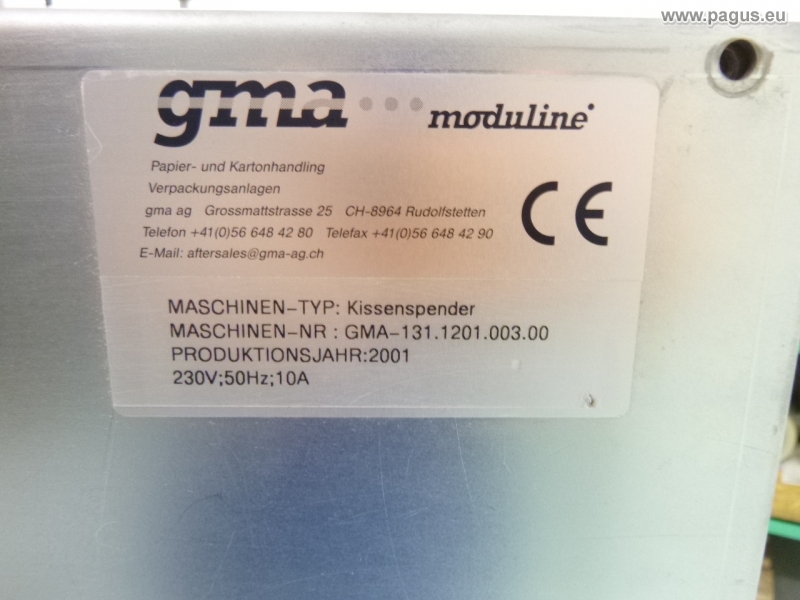 www.pagus.eu
gma moduline
Papier- und Kartonhandling
Verpackungsanlagen
gma ag Grossmattstrasse 25 CH-8964 Rudolfstetten
Telefon +41(0)56 648 42 80 Telefax +41(0)56 648 42 90
E-Mail: aftersales@gma-ag.ch
CE
MASCHINEN-TYP: Kissenspender
MASCHINEN-NR : GMA-131.1201.003.00
PRODUKTIONSJAHR:2001
230V;50Hz;10A